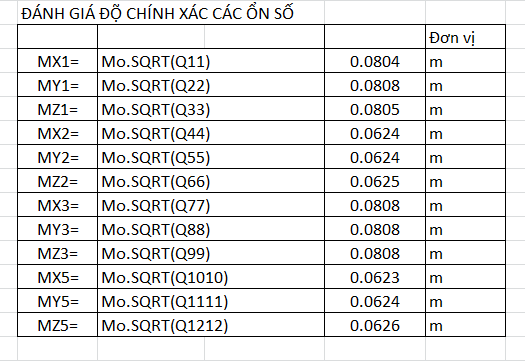 ĐÁNH GIÁ ĐỘ CHÍNH XÁC CÁC ỔN SỐ
Đơn vị
MX1= Mo.SQRT(Q11) 0.0804 m
MY1= Mo.SQRT(Q22) 0.0808 m
MZ1= Mo.SQRT(Q33) 0.0805 m
MX2= Mo.SQRT(Q44) 0.0624 m
MY2= Mo.SQRT(Q55) 0.0624 m
MZ2= Mo.SQRT(Q66) 0.0625 m
MX3= Mo.SQRT(Q77) 0.0808 m
MY3= Mo.SQRT(Q88) 0.0808 m
MZ3= Mo.SQRT(Q99) 0.0808 m
MX5= Mo.SQRT(Q1010) 0.0623 m
MY5= Mo.SQRT(Q1111) 0.0624 m
MZ5= Mo.SQRT(Q1212) 0.0626 m